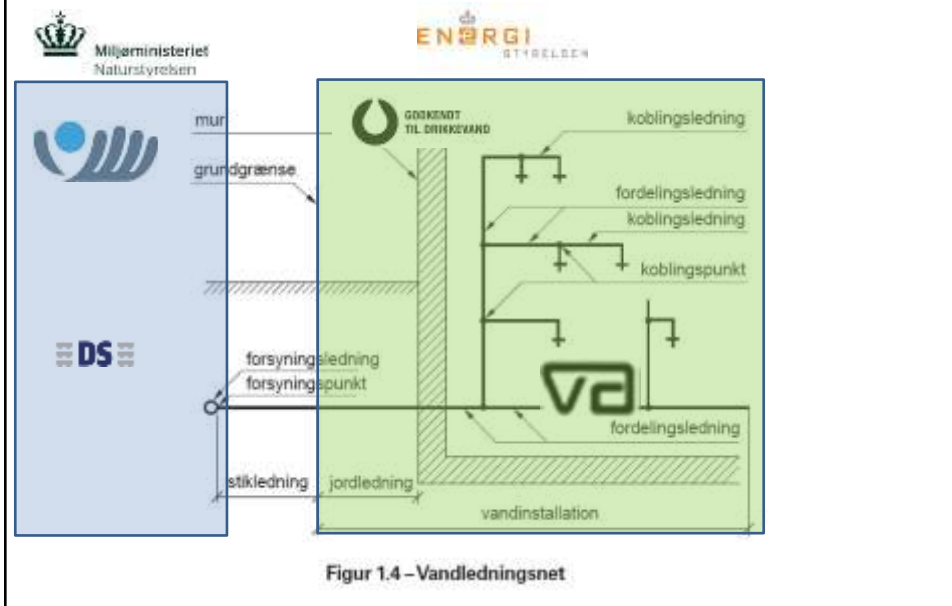 Miljøministeriet
Naturstyrelsen
ENERGI
STYRELSEN
mur
GODKENDT
TIL DRIKKEVAND
koblingsledning
grundgrænse
fordelingsledning
koblingsledning
koblingspunkt
DS
forsyningsledning
forsyningspunkt
va
fordelingsledning
stikledning
jordledning
vandinstallation
Figur 1.4 – Vandledningsnet